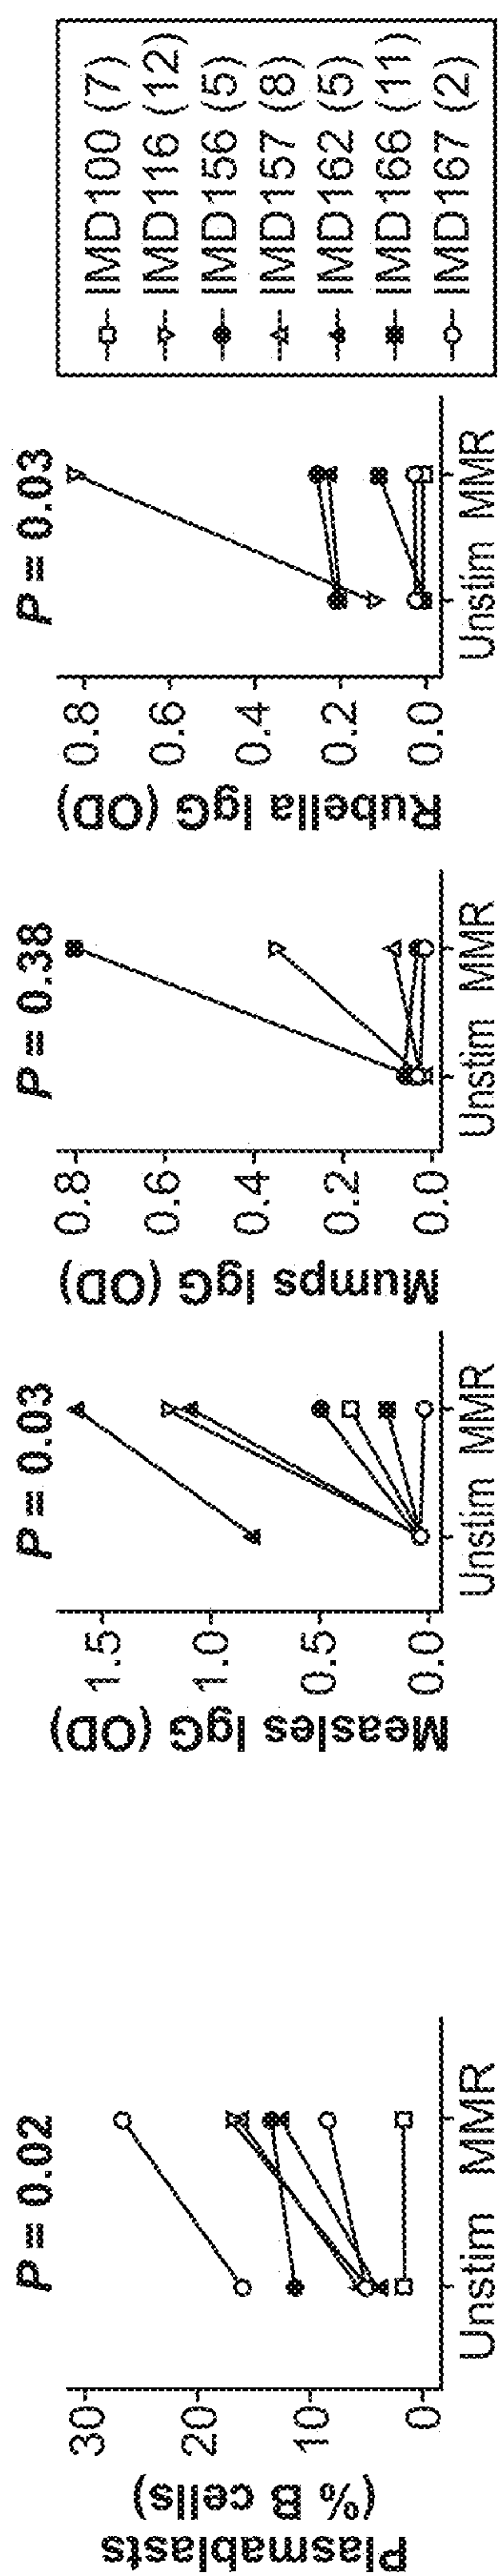 Plasmablasts
(% B cells)
30
20
10
0
P = 0.02
Unstim MMR
Measles IgG (OD)
1.5
1.0
0.5
0.0
P = 0.03
Unstim MMR
Mumps IgG (OD)
0.8
0.6
0.4
0.2
0.0
P = 0.38
Unstim MMR
Rubella IgG (OD)
0.8
0.6
0.4
0.2
0.0
P = 0.03
Unstim MMR
IMD100 (7)
IMD116 (12)
IMD156 (5)
IMD157 (8)
IMD162 (5)
IMD166 (11)
IMD167 (2)